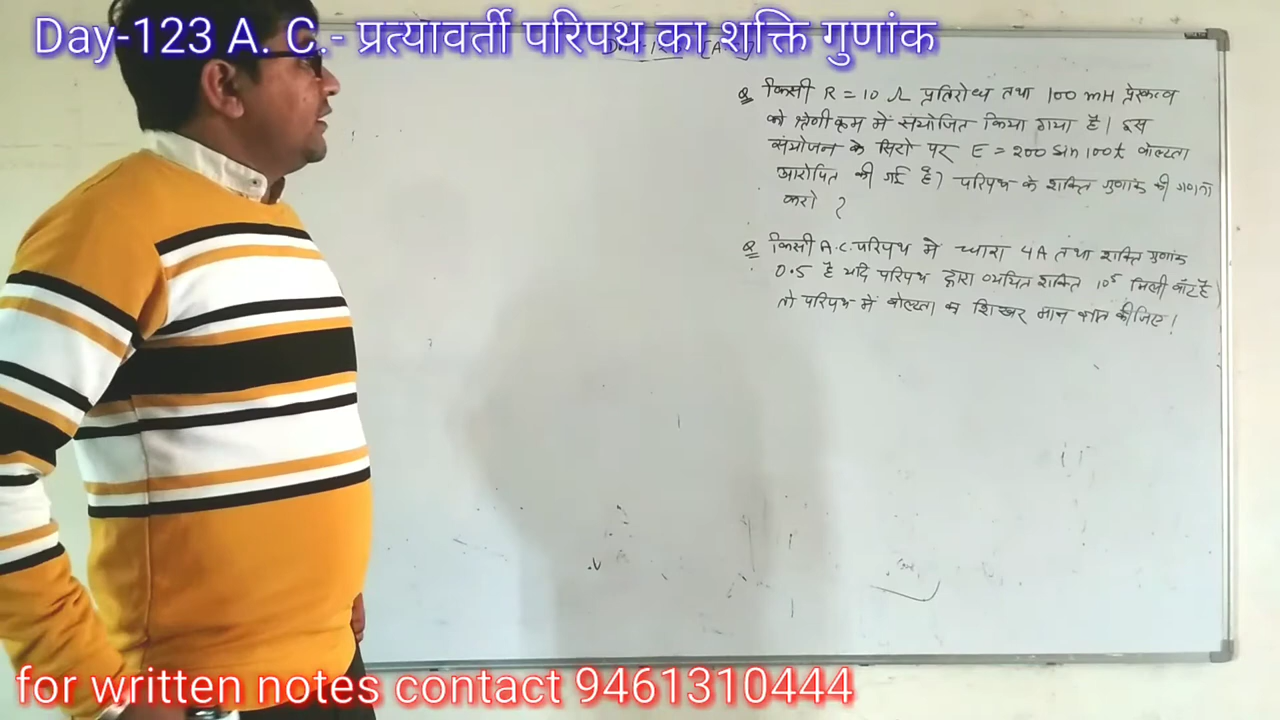 Day-123 A. C.- प्रत्यावर्ती परिपथ का शक्ति गुणांक
Q किसी R = 10 Ω प्रतिरोध तथा 100 mH प्रेरकत्व
को श्रेणीक्रम में संयोजित किया गया है। इस
संयोजन के सिरो पर E = 200 Sin 100t वोल्टता
आरोपित की गई है) परिपथ के शक्ति गुणांक की गणना
करो ?
Q किसी A.C. परिपथ मे धारा 4A तथा शक्ति गुणांक
0.5 है यदि परिपथ द्वारा व्ययित शक्ति 10⁵ मिली वॉट है)
तो परिपथ में वोल्टता का शिखर मान ज्ञात कीजिए!
for written notes contact 9461310444